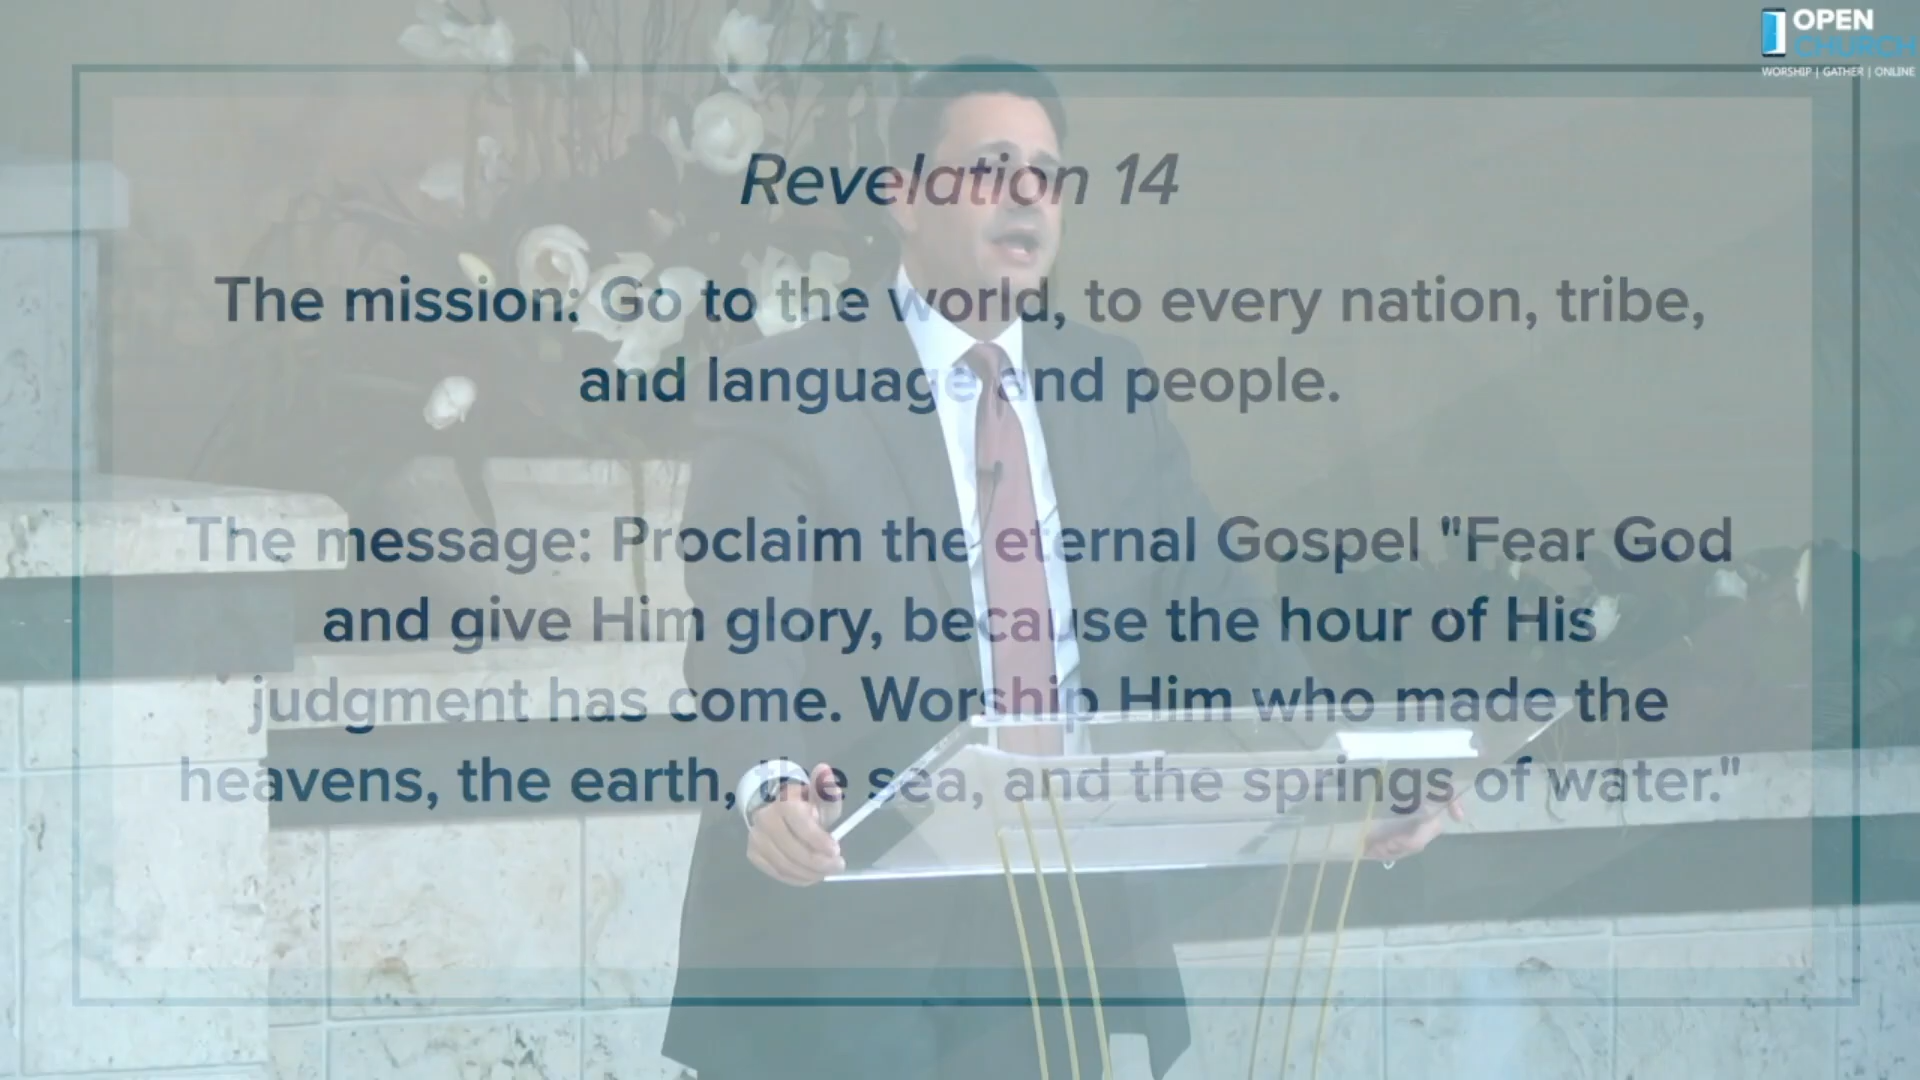 OPEN
CHURCH
WORSHIP | GATHER | ONLINE
Revelation 14
The mission: Go to the world, to every nation, tribe,
and language and people.
The message: Proclaim the eternal Gospel "Fear God
and give Him glory, because the hour of His
judgment has come. Worship Him who made the
heavens, the earth, the sea, and the springs of water."